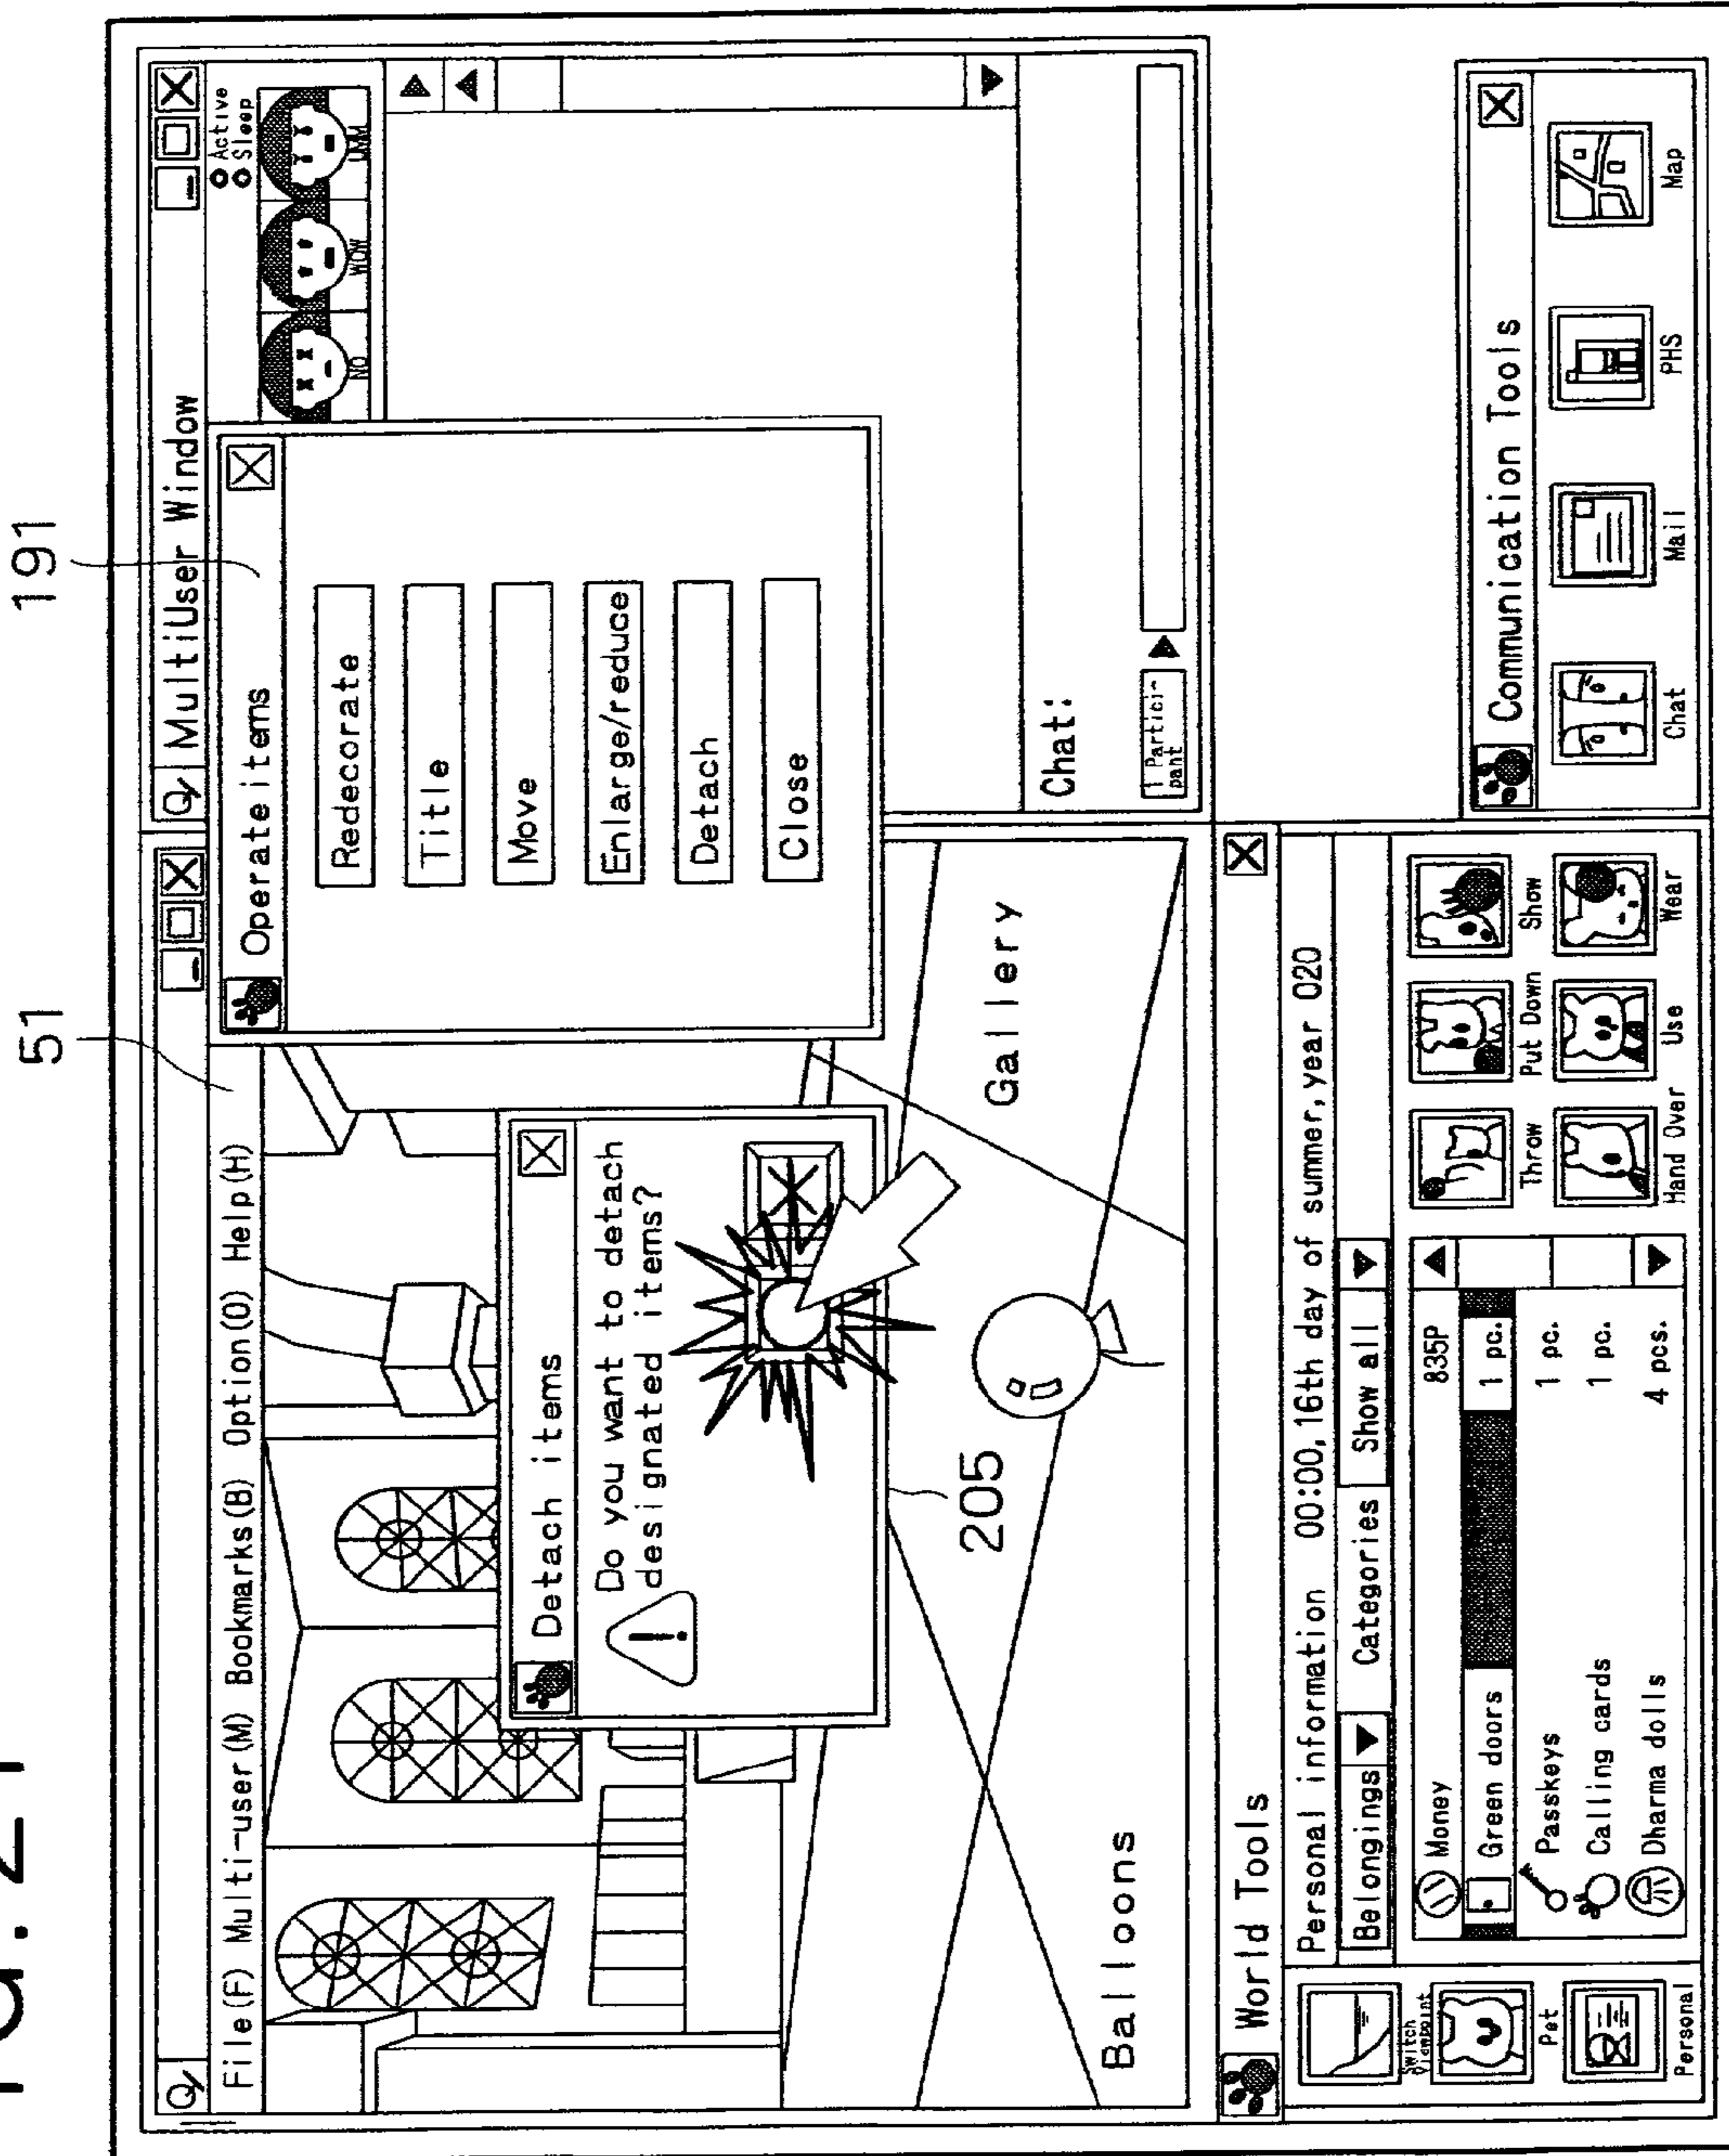 191
51
File(F) Multi-user(M) Bookmarks(B) Option(O) Help(H)
MultiUser Window
Active
Sleep
NO
WOW
Operate items
Redecorate
Title
Move
Enlarge/reduce
Detach
Close
Detach items
Do you want to detach
designated items?
205
Balloons
Gallery
Chat:
1 Partici-
pant
World Tools
Personal information 00:00, 16th day of summer, year 020
Belongings Categories Show all
Money 835P
Green doors 1 pc.
Passkeys 1 pc.
Calling cards 1 pc.
Dharma dolls 4 pcs.
Switch
Viewpoint
Pet
Personal
Throw
Put Down
Show
Hand Over
Use
Wear
Communication Tools
Chat
Mail
PHS
Map